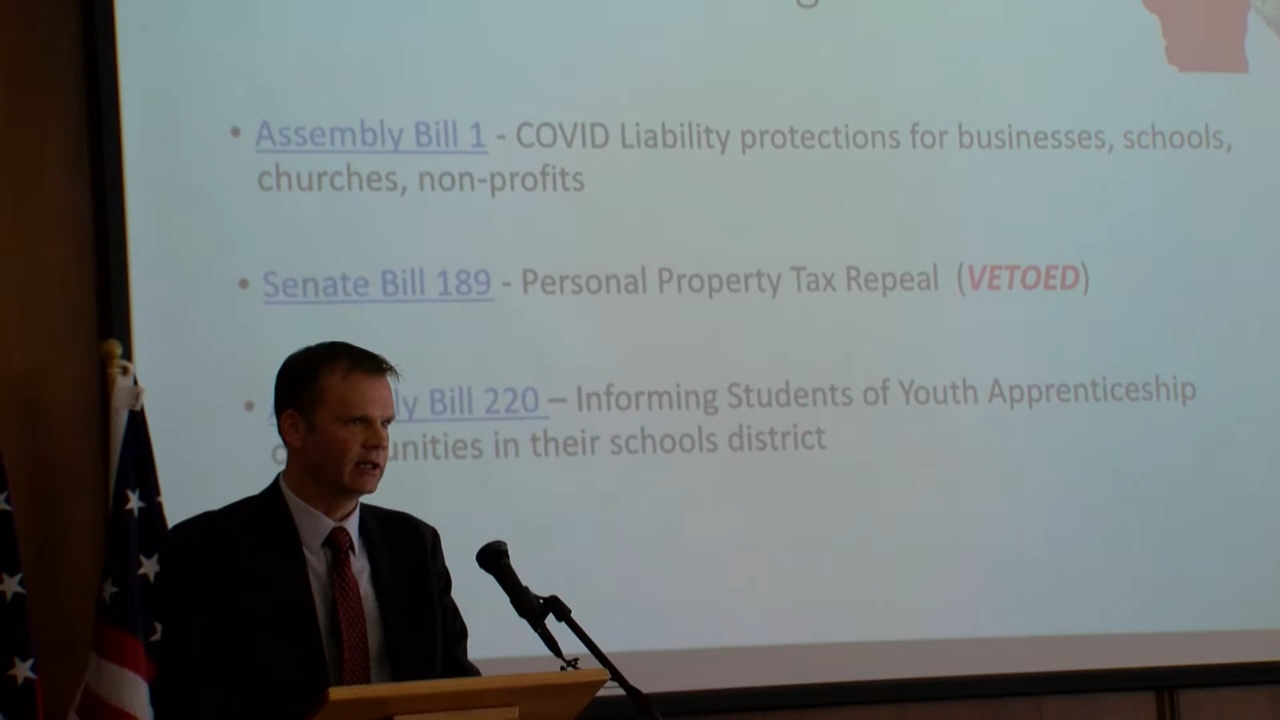 • Assembly Bill 1 - COVID Liability protections for businesses, schools,
churches, non-profits
• Senate Bill 189 - Personal Property Tax Repeal (VETOED)
• ly Bill 220 – Informing Students of Youth Apprenticeship
unities in their schools district